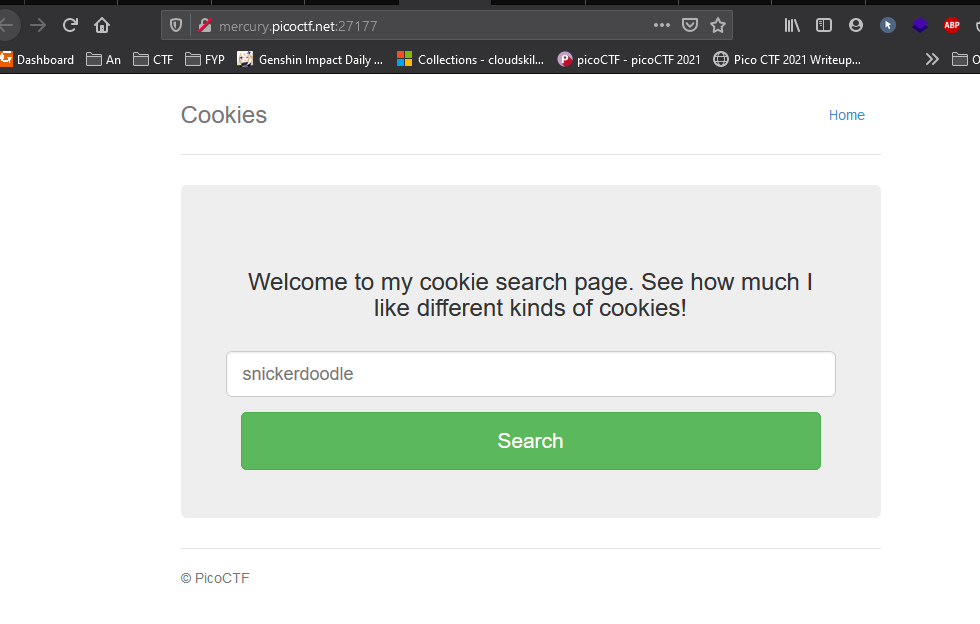 mercury.picoctf.net:27177
Dashboard An CTF FYP Genshin Impact Daily ... Collections - cloudskil... picoCTF - picoCTF 2021 Pico CTF 2021 Writeup...
ABP
Cookies Home
Welcome to my cookie search page. See how much I
like different kinds of cookies!
snickerdoodle
Search
© PicoCTF